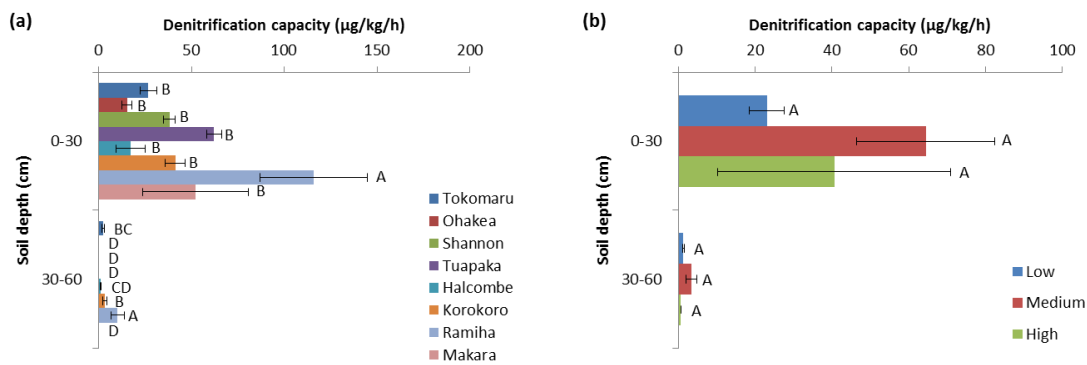 (a)
Denitrification capacity (µg/kg/h)
0 50 100 150 200
Soil depth (cm)
0-30
B
B
B
B
B
B
A
B
30-60
BC
D
D
D
CD
B
A
D
Tokomaru
Ohakea
Shannon
Tuapaka
Halcombe
Korokoro
Ramiha
Makara
(b)
Denitrification capacity (µg/kg/h)
0 20 40 60 80 100
Soil depth (cm)
0-30
A
A
A
30-60
A
A
A
Low
Medium
High